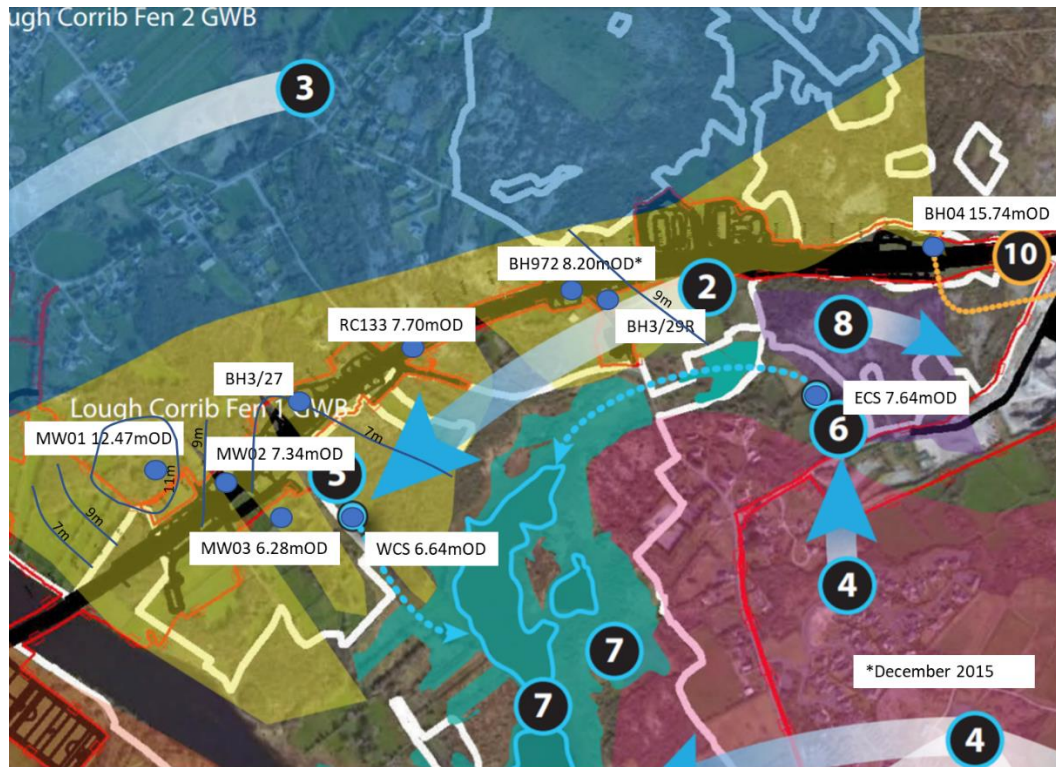 ugh Corrib Fen 2 GWB
3
BH04 15.74mOD
10
BH972 8.20mOD*
2
9m
BH3/29R
8
RC133 7.70mOD
BH3/27
Lough Corrib Fen 1 GWB
7m
ECS 7.64mOD
6
MW01 12.47mOD
9m
MW02 7.34mOD
11m
5
9m
7m
MW03 6.28mOD
WCS 6.64mOD
4
7
*December 2015
7
4